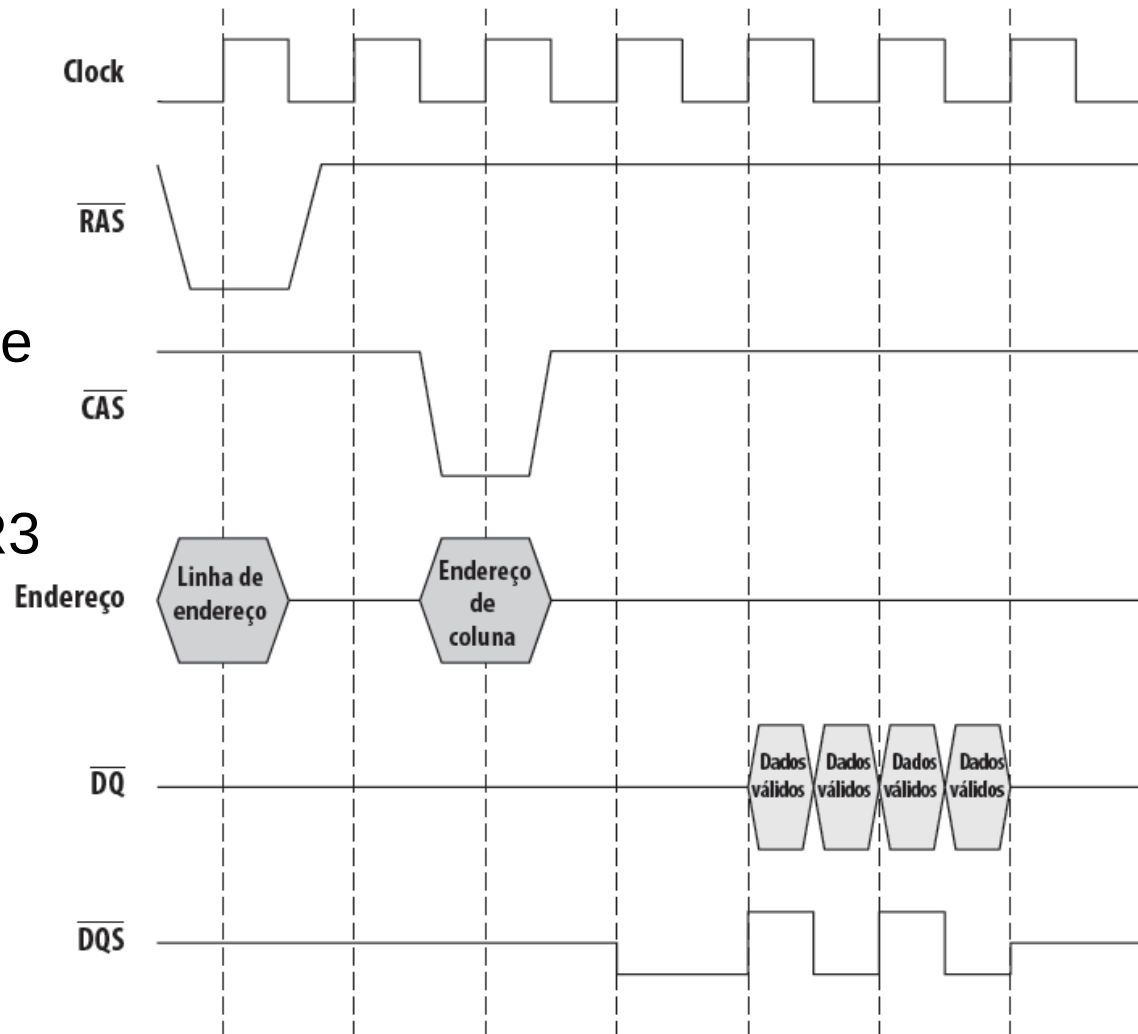 Clock
RAS
e
CAS
R3
Linha de
endereço
Endereço
de
coluna
Endereço
DQ
Dados
válidos
Dados
válidos
Dados
válidos
Dados
válidos
DQS